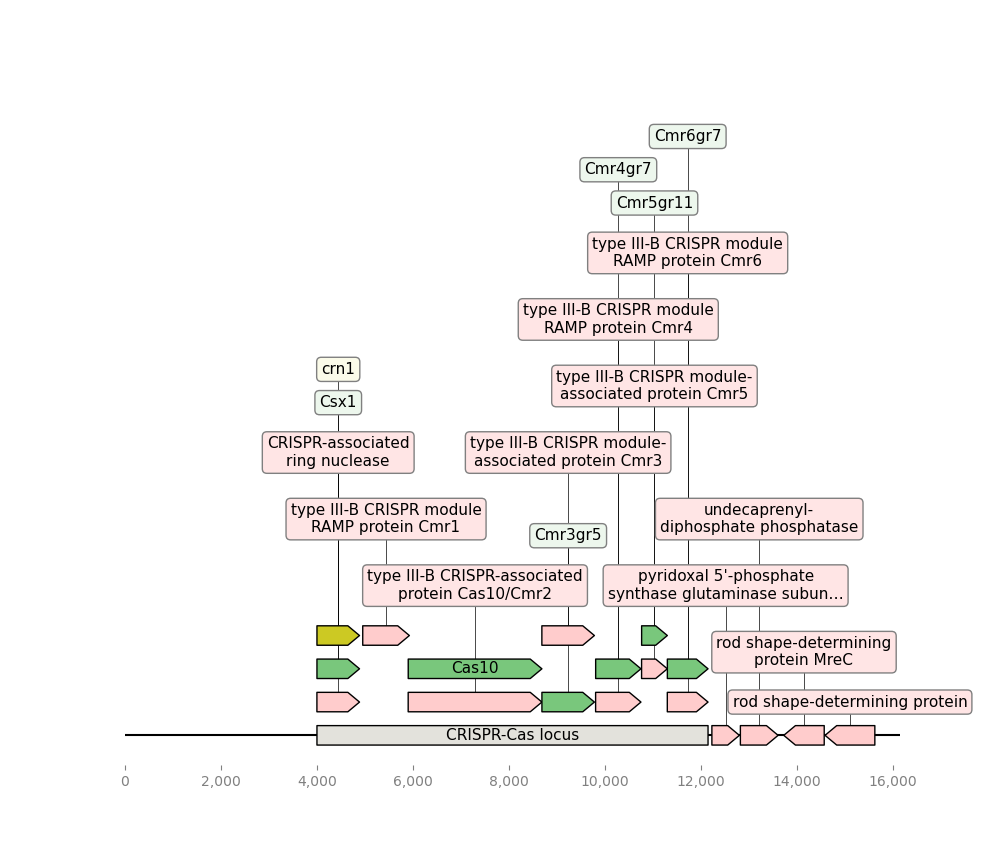 Cmr6gr7
Cmr4gr7
Cmr5gr11
type III-B CRISPR module
RAMP protein Cmr6
type III-B CRISPR module
RAMP protein Cmr4
crn1
type III-B CRISPR module-
associated protein Cmr5
Csx1
CRISPR-associated
ring nuclease
type III-B CRISPR module-
associated protein Cmr3
type III-B CRISPR module
RAMP protein Cmr1
undecaprenyl-
diphosphate phosphatase
Cmr3gr5
type III-B CRISPR-associated
protein Cas10/Cmr2
pyridoxal 5'-phosphate
synthase glutaminase subun...
rod shape-determining
protein MreC
Cas10
rod shape-determining protein
CRISPR-Cas locus
0 2,000 4,000 6,000 8,000 10,000 12,000 14,000 16,000